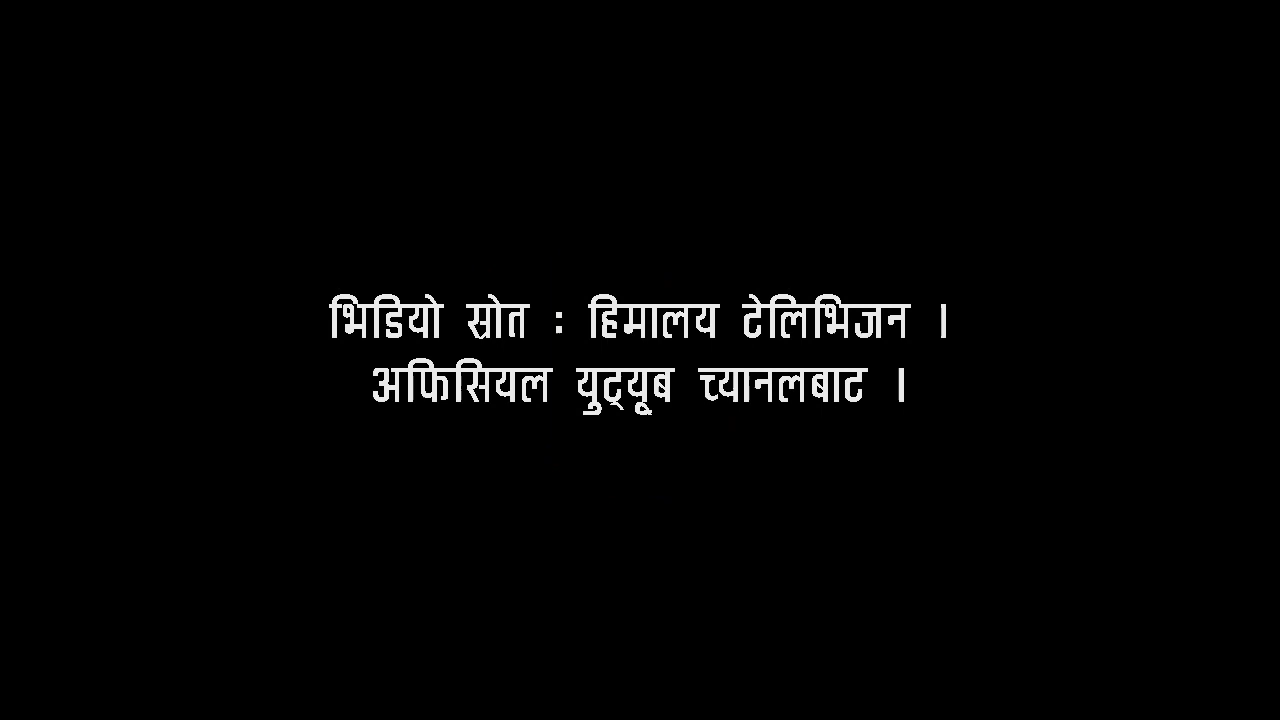 भिडियो स्रोत : हिमालय टेलिभिजन ।
अफिसियल युट्यूब च्यानलबाट ।